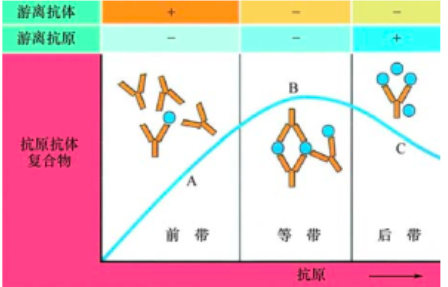 游离抗体 + − −
游离抗原 − − +
抗原抗体
复合物
A
B
C
前 带
等 带
后 带
抗原